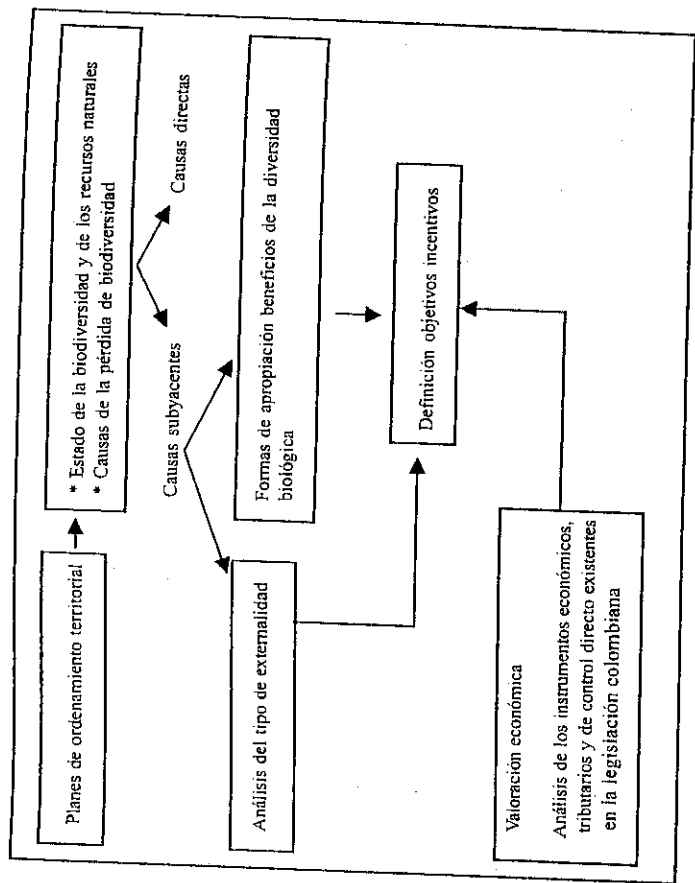 Planes de ordenamiento territorial
* Estado de la biodiversidad y de los recursos naturales
* Causas de la pérdida de biodiversidad
Causas subyacentes
Causas directas
Análisis del tipo de externalidad
Formas de apropiación beneficios de la diversidad
biológica
Definición objetivos incentivos
Valoración económica
Análisis de los instrumentos económicos,
tributarios y de control directo existentes
en la legislación colombiana